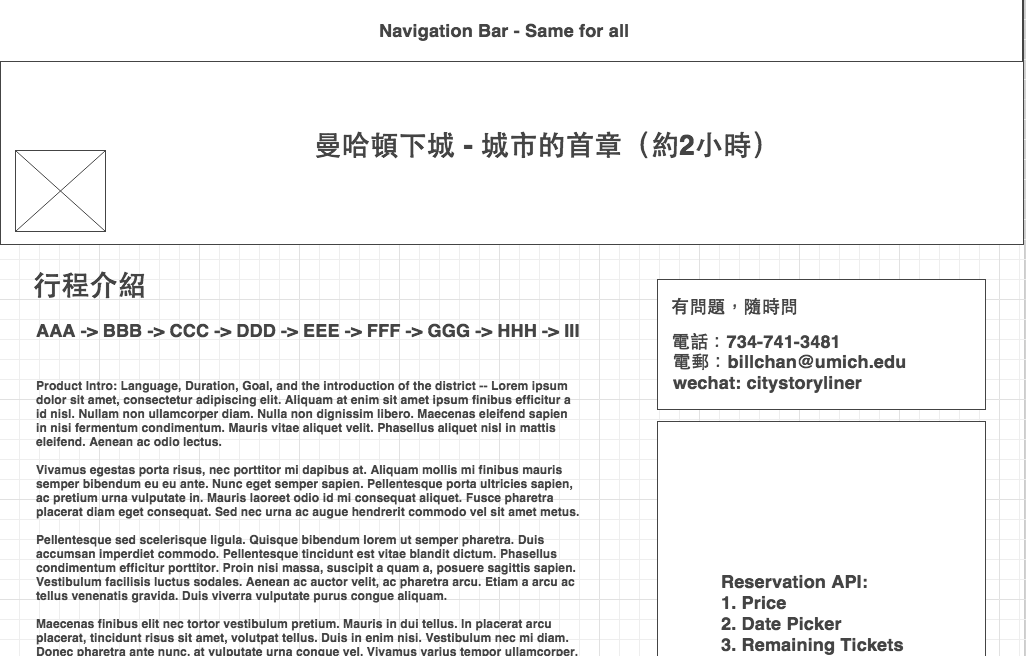 Navigation Bar - Same for all
曼哈頓下城 - 城市的首章（約2小時）
行程介紹
AAA -> BBB -> CCC -> DDD -> EEE -> FFF -> GGG -> HHH -> III
Product Intro: Language, Duration, Goal, and the introduction of the district -- Lorem ipsum
dolor sit amet, consectetur adipiscing elit. Aliquam at enim sit amet ipsum finibus efficitur a
id nisl. Nullam non ullamcorper diam. Nulla non dignissim libero. Maecenas eleifend sapien
in nisi fermentum condimentum. Mauris vitae aliquet velit. Phasellus aliquet nisl in mattis
eleifend. Aenean ac odio lectus.
Vivamus egestas porta risus, nec porttitor mi dapibus at. Aliquam mollis mi finibus mauris
semper bibendum eu eu ante. Nunc eget semper sapien. Pellentesque porta ultricies sapien,
ac pretium urna vulputate in. Mauris laoreet odio id mi consequat aliquet. Fusce pharetra
placerat diam eget consequat. Sed nec urna ac augue hendrerit commodo vel sit amet metus.
Pellentesque sed scelerisque ligula. Quisque bibendum lorem ut semper pharetra. Duis
accumsan imperdiet commodo. Pellentesque tincidunt est vitae blandit dictum. Phasellus
condimentum efficitur porttitor. Proin nisi massa, suscipit a quam a, posuere sagittis sapien.
Vestibulum facilisis luctus sodales. Aenean ac auctor velit, ac pharetra arcu. Etiam a arcu ac
tellus venenatis gravida. Duis viverra vulputate purus congue aliquam.
Maecenas finibus elit nec tortor vestibulum pretium. Mauris in dui tellus. In placerat arcu
placerat, tincidunt risus sit amet, volutpat tellus. Duis in enim nisi. Vestibulum nec mi diam.
Donec pharetra ante nunc, at vulputate urna congue vel. Vivamus varius tempor ullamcorper.
有問題，隨時問
電話：734-741-3481
電郵：billchan@umich.edu
wechat: citystoryliner
Reservation API:
1. Price
2. Date Picker
3. Remaining Tickets